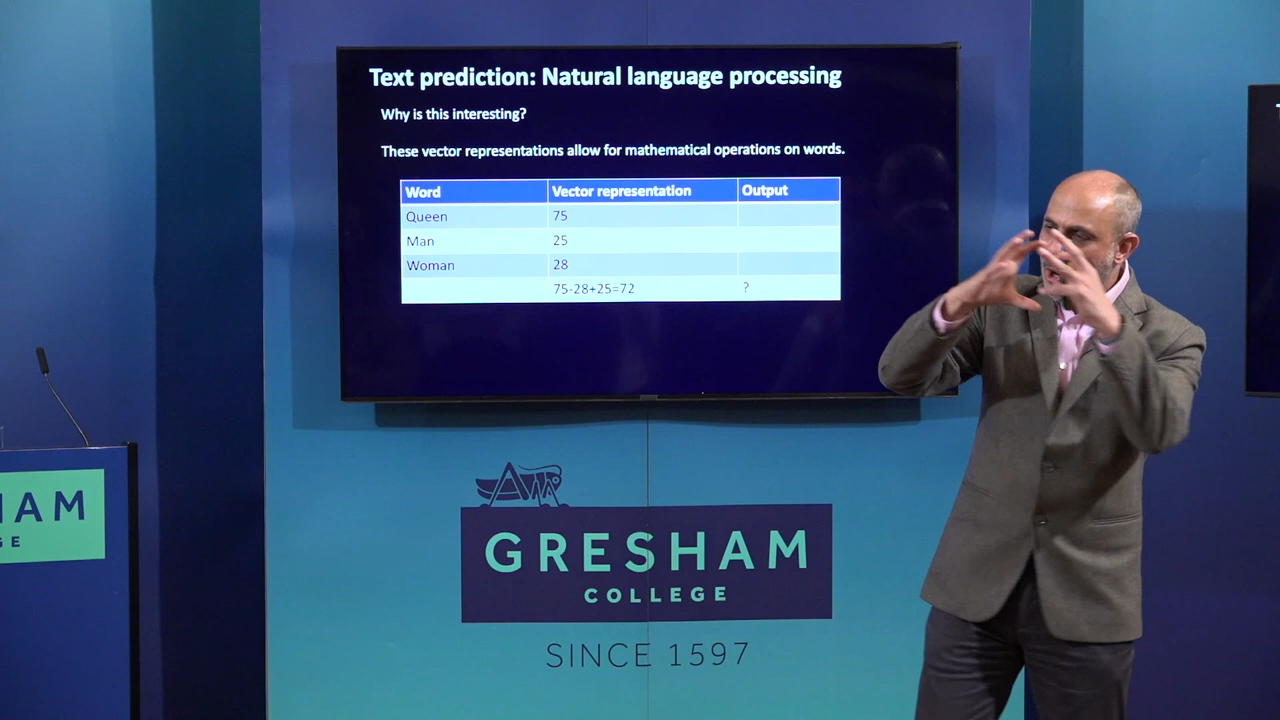 Text prediction: Natural language processing
Why is this interesting?
These vector representations allow for mathematical operations on words.
Word Vector representation Output
Queen 75
Man 25
Woman 28
75-28+25=72 ?
GRESHAM
COLLEGE
SINCE 1597
AM
GE